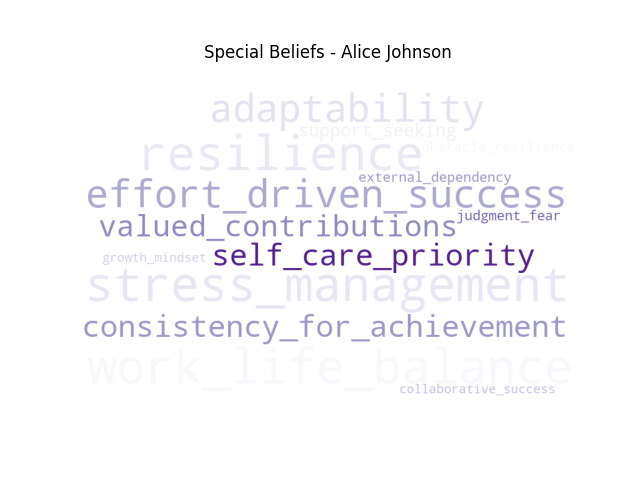 Special Beliefs - Alice Johnson
adaptability
support_seeking
resilience
obstacle_resilience
external_dependency
effort_driven_success
judgment_fear
valued_contributions
growth_mindset
self_care_priority
stress_management
consistency_for_achievement
work_life_balance
collaborative_success